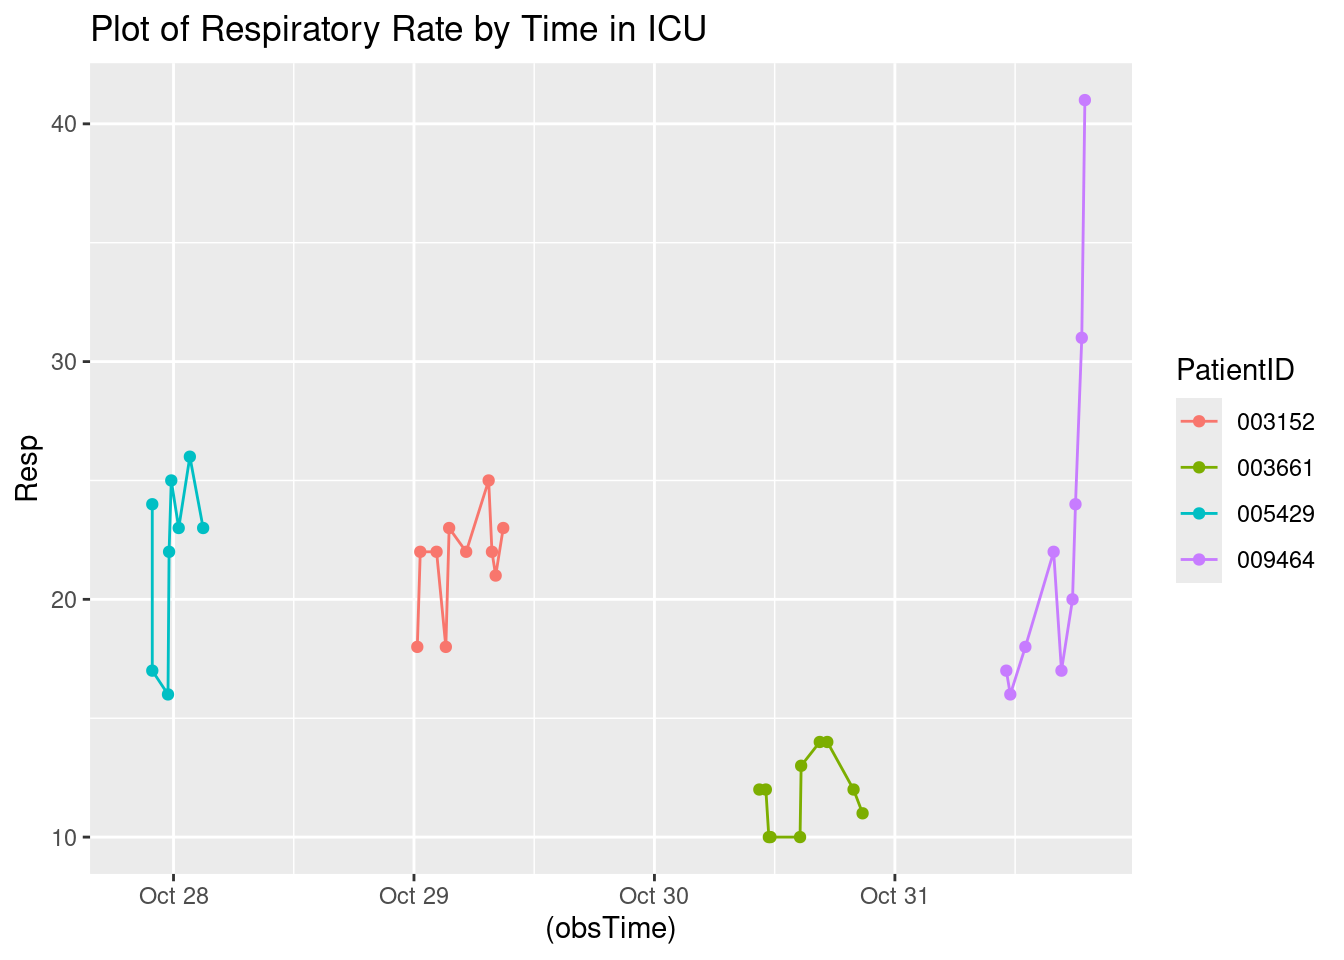 Plot of Respiratory Rate by Time in ICU
Resp
40
30
20
10
Oct 28
Oct 29
Oct 30
Oct 31
(obsTime)
PatientID
003152
003661
005429
009464